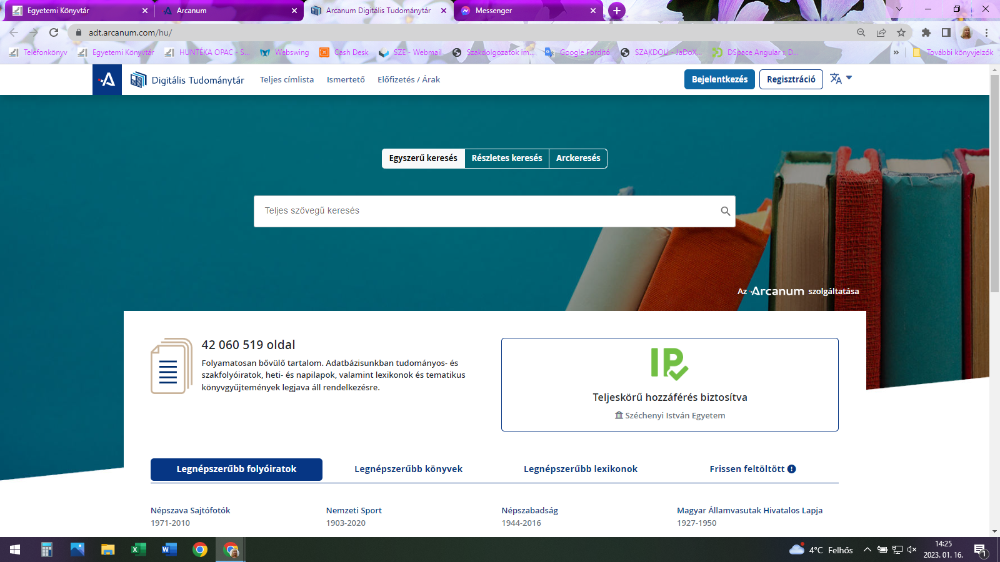 Egyetemi Könyvtár
Arcanum
Arcanum Digitális Tudománytár
Messenger
adt.arcanum.com/hu/
Telefonkönyv
Egyetemi Könyvtár
HUNTÉKA OPAC - S...
Webswing
Cash Desk
SZE - Webmail
Szakdolgozatok ím...
Google Fordító
SZAKDOLI - JaDoX...
DSpace Angular :: D...
»
További könyvjelzők
Digitális Tudománytár
Teljes címlista
Ismertető
Előfizetés / Árak
Bejelentkezés
Regisztráció
Egyszerű keresés
Részletes keresés
Arckeresés
Teljes szövegű keresés
Az Arcanum szolgáltatása
42 060 519 oldal
Folyamatosan bővülő tartalom. Adatbázisunkban tudományos- és
szakfolyóiratok, heti- és napilapok, valamint lexikonok és tematikus
könyvgyűjtemények legjava áll rendelkezésre.
IP
Teljeskörű hozzáférés biztosítva
Széchenyi István Egyetem
Legnépszerűbb folyóiratok
Legnépszerűbb könyvek
Legnépszerűbb lexikonok
Frissen feltöltött
Népszava Sajtófotók
1971-2010
Nemzeti Sport
1903-2020
Népszabadság
1944-2016
Magyar Államvasutak Hivatalos Lapja
1927-1950
4°C Felhős
14:25
2023. 01. 16.
1